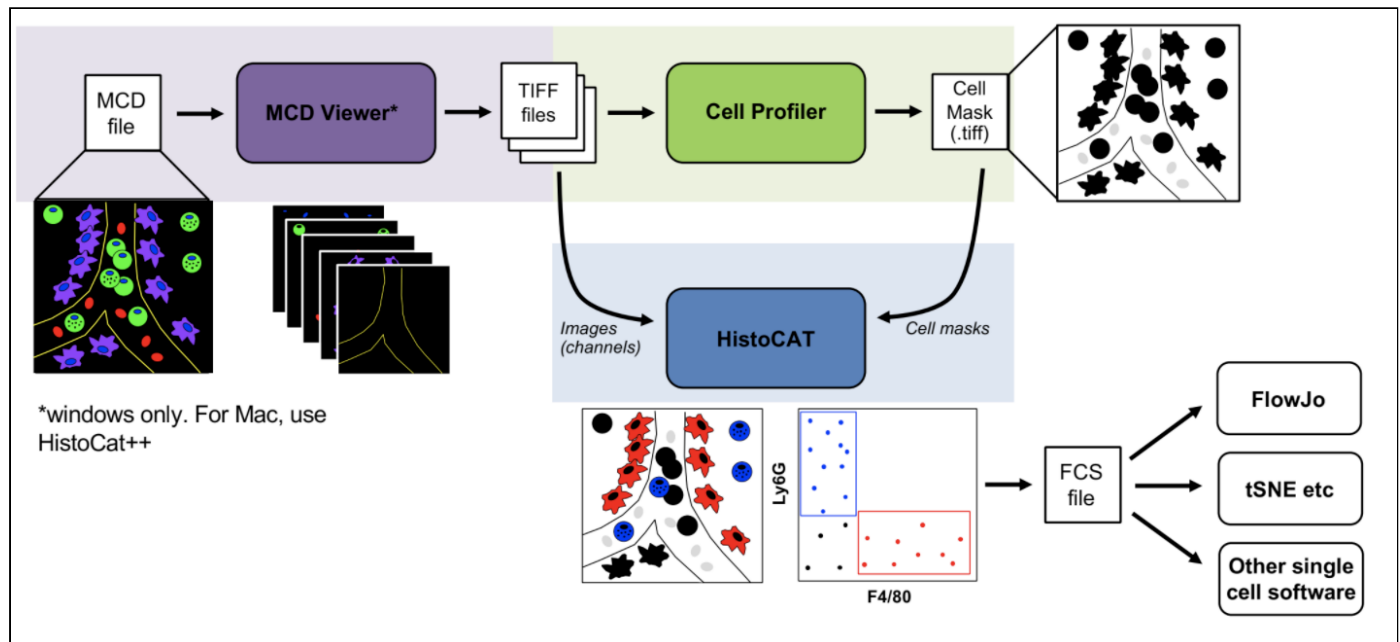 MCD
file
MCD Viewer*
TIFF
files
Cell Profiler
Cell
Mask
(.tiff)
Images
(channels)
HistoCAT
Cell masks
*windows only. For Mac, use
HistoCat++
Ly6G
F4/80
FCS
file
FlowJo
tSNE etc
Other single
cell software